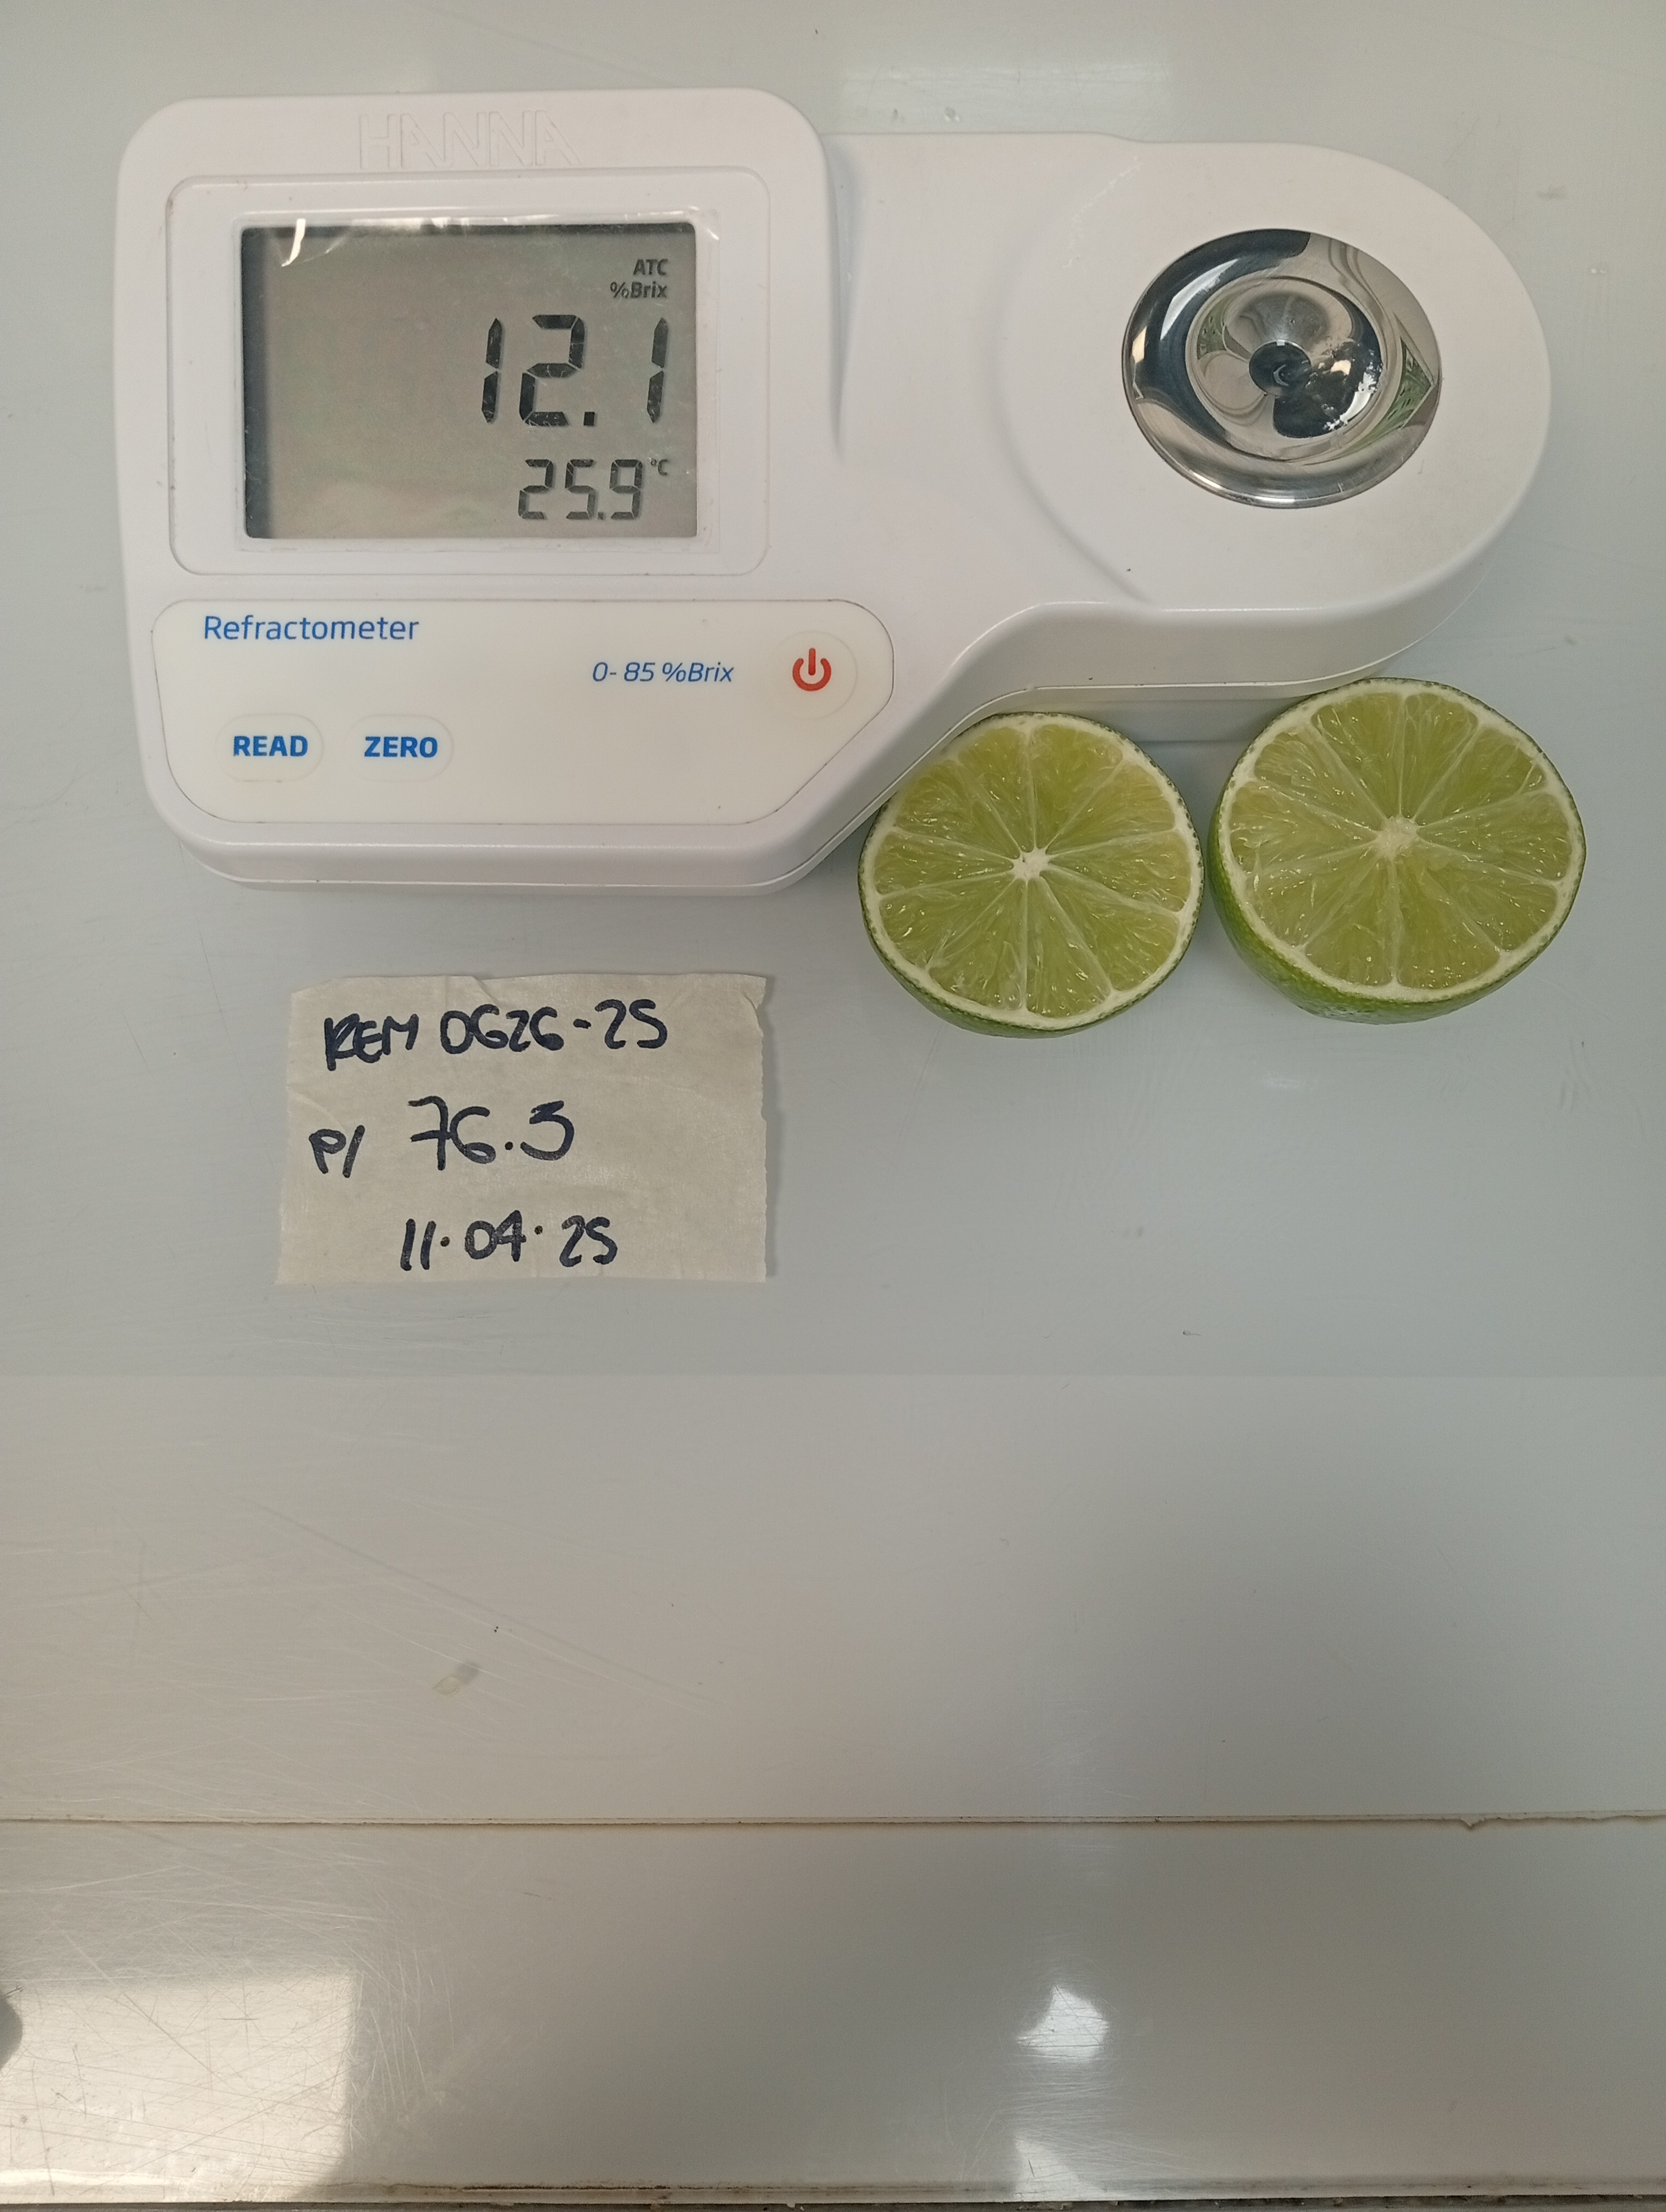 HANNA
ATC
%Brix
12.1
25.9°C
Refractometer
0- 85 %Brix
READ ZERO
REM 0626-25
P/ 76.3
11.04.25